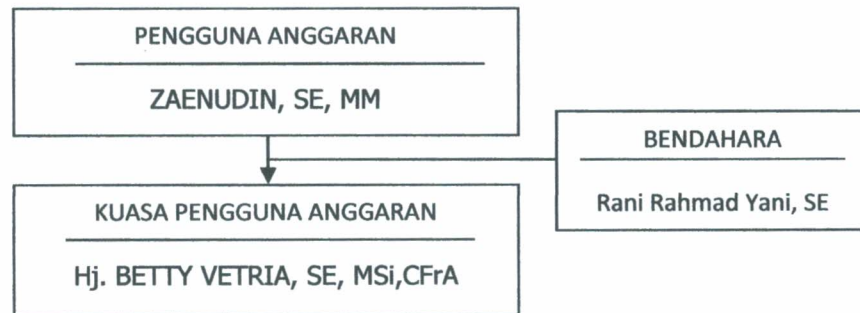 PENGGUNA ANGGARAN
ZAENUDIN, SE, MM
BENDAHARA
Rani Rahmad Yani, SE
KUASA PENGGUNA ANGGARAN
Hj. BETTY VETRIA, SE, MSi,CFrA